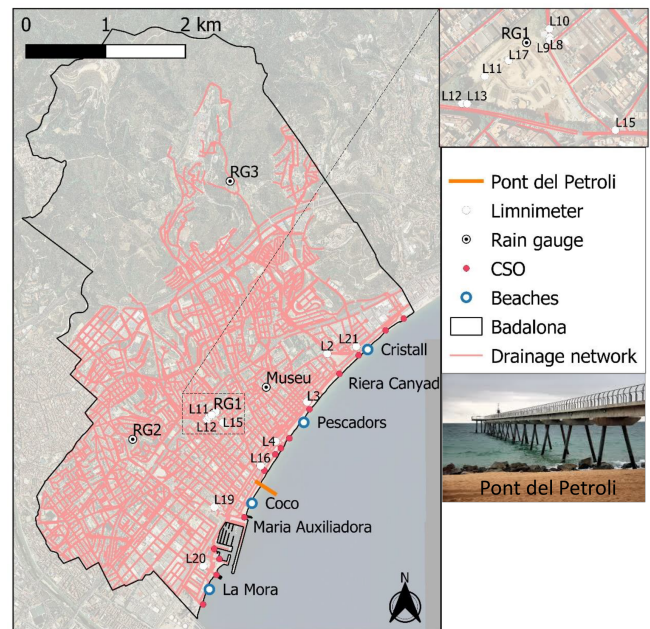 0 1 2 km
RG3
L2
L21
Cristall
Riera Canyad
Museu
L3
L11
RG1
L12
L15
Pescadors
RG2
L4
L16
L19
Coco
Maria Auxiliadora
L20
La Mora
N
L10
RG1
L9
L8
L17
L11
L12
L13
L15
Pont del Petroli
Limnimeter
Rain gauge
CSO
Beaches
Badalona
Drainage network
Pont del Petroli